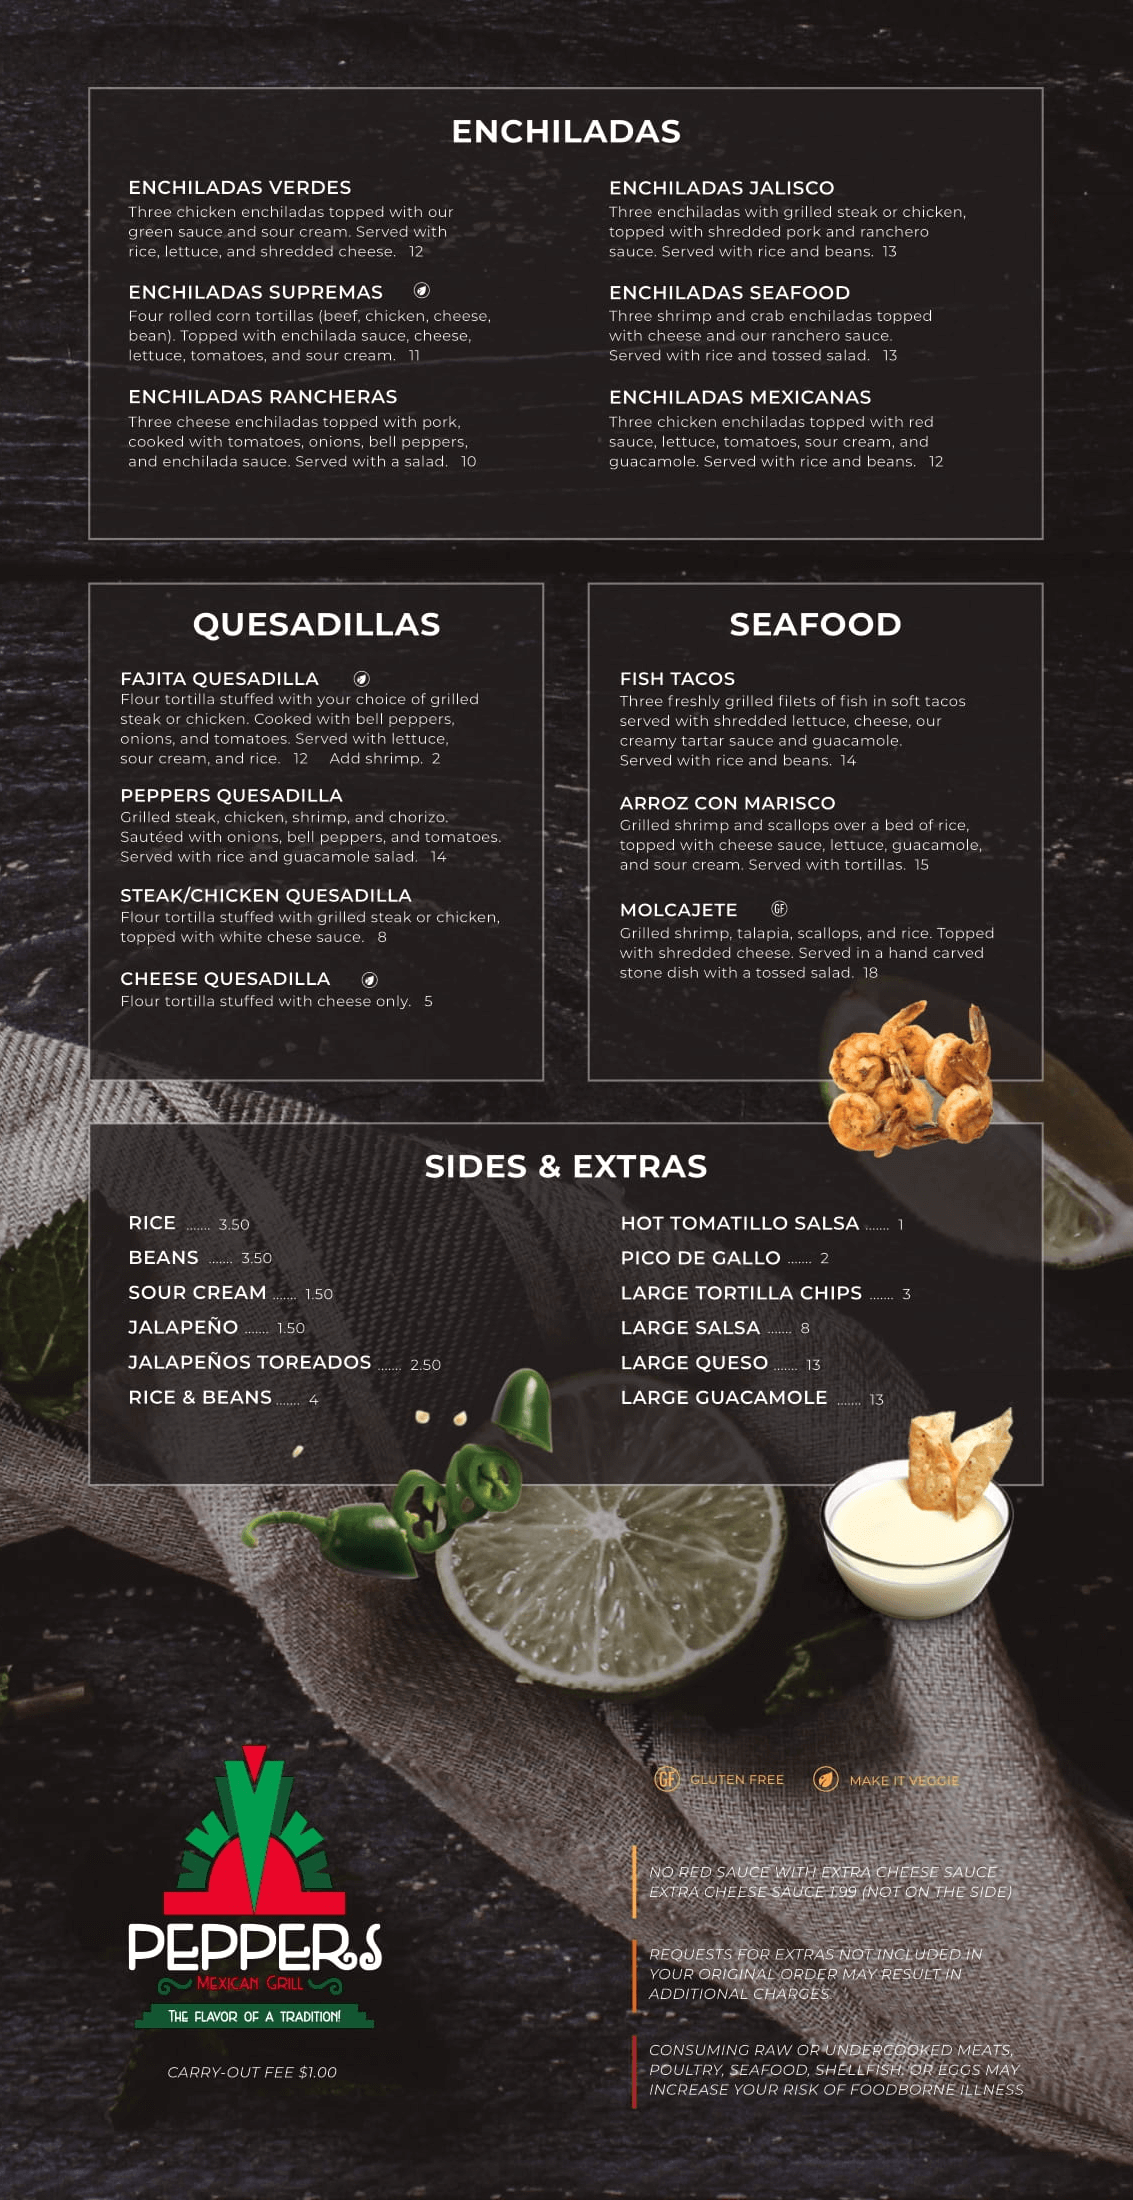 ENCHILADAS
ENCHILADAS VERDES
Three chicken enchiladas topped with our
green sauce and sour cream. Served with
rice, lettuce, and shredded cheese. 12
ENCHILADAS SUPREMAS
Four rolled corn tortillas (beef, chicken, cheese,
bean). Topped with enchilada sauce, cheese,
lettuce, tomatoes, and sour cream. 11
ENCHILADAS RANCHERAS
Three cheese enchiladas topped with pork,
cooked with tomatoes, onions, bell peppers,
and enchilada sauce. Served with a salad. 10
ENCHILADAS JALISCO
Three enchiladas with grilled steak or chicken,
topped with shredded pork and ranchero
sauce. Served with rice and beans. 13
ENCHILADAS SEAFOOD
Three shrimp and crab enchiladas topped
with cheese and our ranchero sauce.
Served with rice and tossed salad. 13
ENCHILADAS MEXICANAS
Three chicken enchiladas topped with red
sauce, lettuce, tomatoes, sour cream, and
guacamole. Served with rice and beans. 12
QUESADILLAS
FAJITA QUESADILLA
Flour tortilla stuffed with your choice of grilled
steak or chicken. Cooked with bell peppers,
onions, and tomatoes. Served with lettuce,
sour cream, and rice. 12 Add shrimp. 2
PEPPERS QUESADILLA
Grilled steak, chicken, shrimp, and chorizo.
Sautéed with onions, bell peppers, and tomatoes.
Served with rice and guacamole salad. 14
STEAK/CHICKEN QUESADILLA
Flour tortilla stuffed with grilled steak or chicken,
topped with white chese sauce. 8
CHEESE QUESADILLA
Flour tortilla stuffed with cheese only. 5
SEAFOOD
FISH TACOS
Three freshly grilled filets of fish in soft tacos
served with shredded lettuce, cheese, our
creamy tartar sauce and guacamole.
Served with rice and beans. 14
ARROZ CON MARISCO
Grilled shrimp and scallops over a bed of rice,
topped with cheese sauce, lettuce, guacamole,
and sour cream. Served with tortillas. 15
MOLCAJETE GF
Grilled shrimp, talapia, scallops, and rice. Topped
with shredded cheese. Served in a hand carved
stone dish with a tossed salad. 18
SIDES & EXTRAS
RICE ....... 3.50
BEANS ....... 3.50
SOUR CREAM ....... 1.50
JALAPEÑO ....... 1.50
JALAPEÑOS TOREADOS ....... 2.50
RICE & BEANS ....... 4
HOT TOMATILLO SALSA ....... 1
PICO DE GALLO ....... 2
LARGE TORTILLA CHIPS ....... 3
LARGE SALSA ....... 8
LARGE QUESO ....... 13
LARGE GUACAMOLE ....... 13
PEPPERS
MEXICAN GRILL
THE FLAVOR OF A TRADITION!
CARRY-OUT FEE $1.00
GF GLUTEN FREE MAKE IT VEGGIE
NO RED SAUCE WITH EXTRA CHEESE SAUCE
EXTRA CHEESE SAUCE 1.99 (NOT ON THE SIDE)
REQUESTS FOR EXTRAS NOT INCLUDED IN
YOUR ORIGINAL ORDER MAY RESULT IN
ADDITIONAL CHARGES.
CONSUMING RAW OR UNDERCOOKED MEATS,
POULTRY, SEAFOOD, SHELLFISH, OR EGGS MAY
INCREASE YOUR RISK OF FOODBORNE ILLNESS